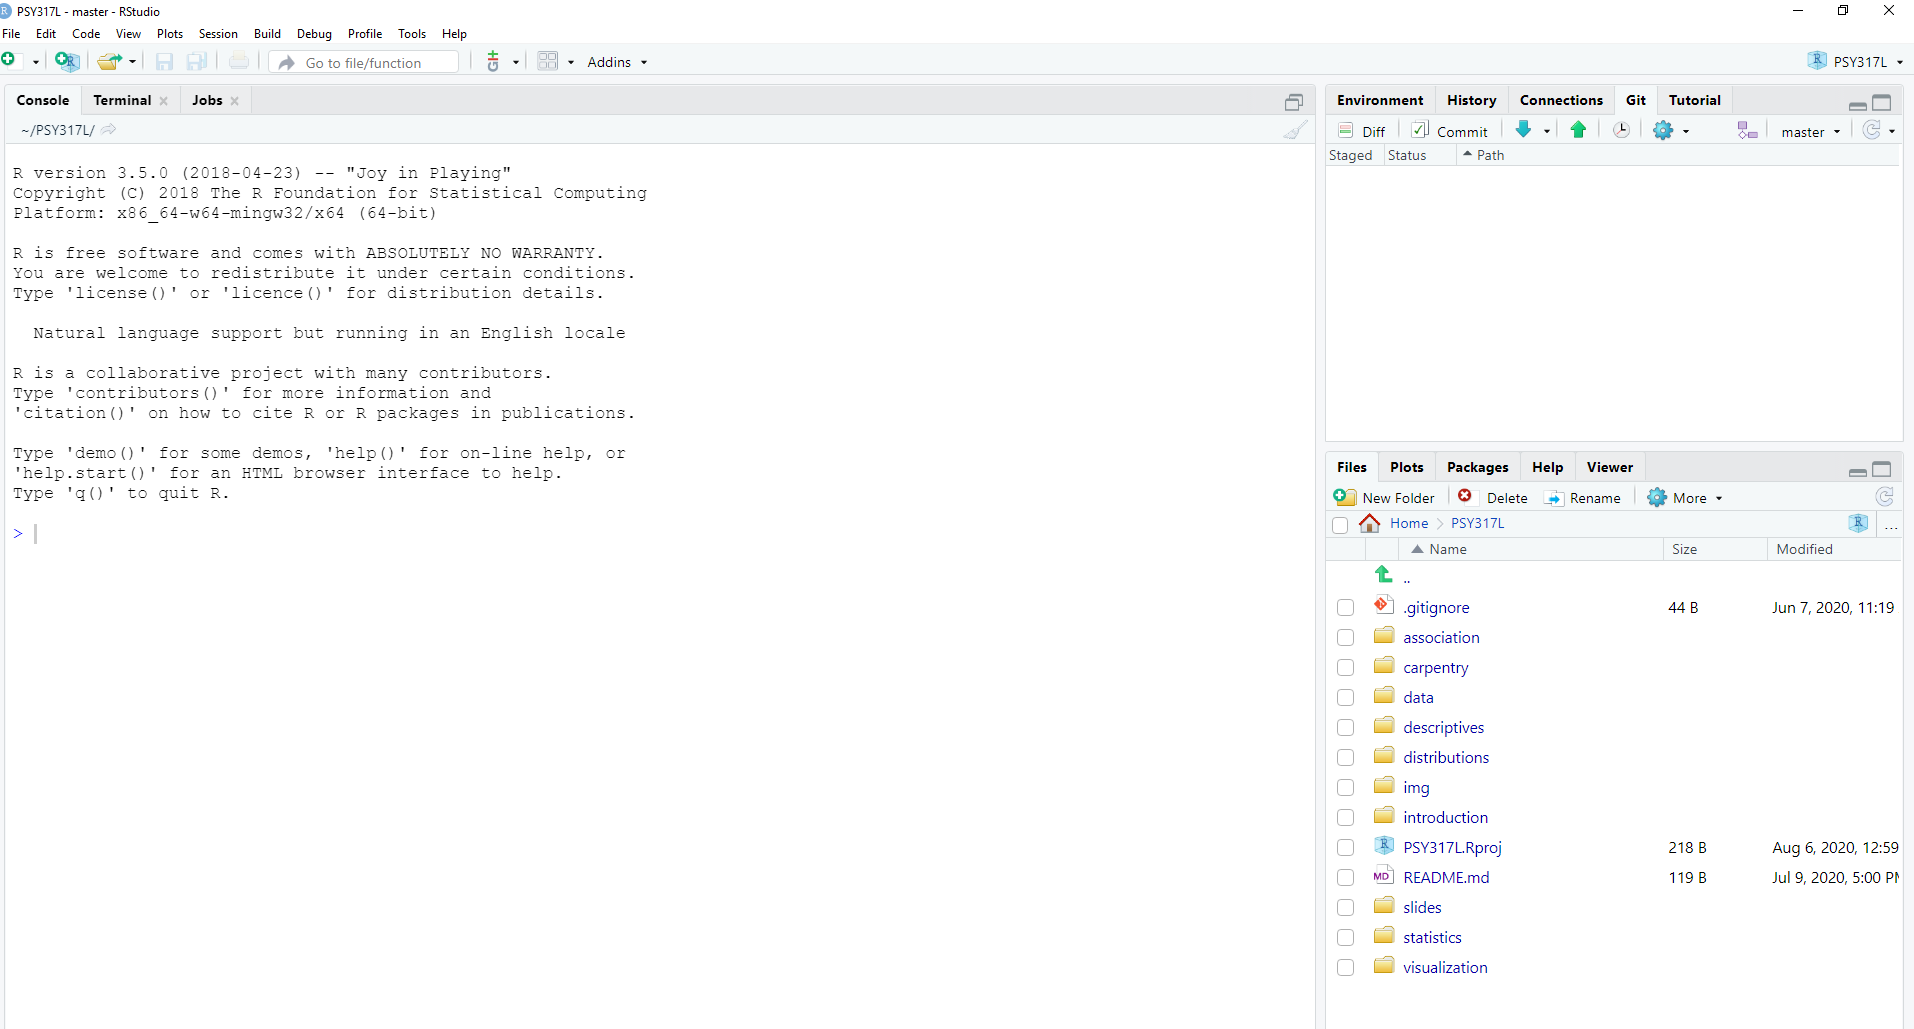 PSY317L - master - RStudio
File Edit Code View Plots Session Build Debug Profile Tools Help
Go to file/function Addins PSY317L
Console Terminal Jobs
~/PSY317L/
R version 3.5.0 (2018-04-23) -- "Joy in Playing"
Copyright (C) 2018 The R Foundation for Statistical Computing
Platform: x86_64-w64-mingw32/x64 (64-bit)
R is free software and comes with ABSOLUTELY NO WARRANTY.
You are welcome to redistribute it under certain conditions.
Type 'license()' or 'licence()' for distribution details.
Natural language support but running in an English locale
R is a collaborative project with many contributors.
Type 'contributors()' for more information and
'citation()' on how to cite R or R packages in publications.
Type 'demo()' for some demos, 'help()' for on-line help, or
'help.start()' for an HTML browser interface to help.
Type 'q()' to quit R.
>
Environment History Connections Git Tutorial
Diff Commit master
Staged Status Path
Files Plots Packages Help Viewer
New Folder Delete Rename More
Home PSY317L ...
Name Size Modified
..
.gitignore 44 B Jun 7, 2020, 11:19
association
carpentry
data
descriptives
distributions
img
introduction
PSY317L.Rproj 218 B Aug 6, 2020, 12:59
README.md 119 B Jul 9, 2020, 5:00 PM
slides
statistics
visualization